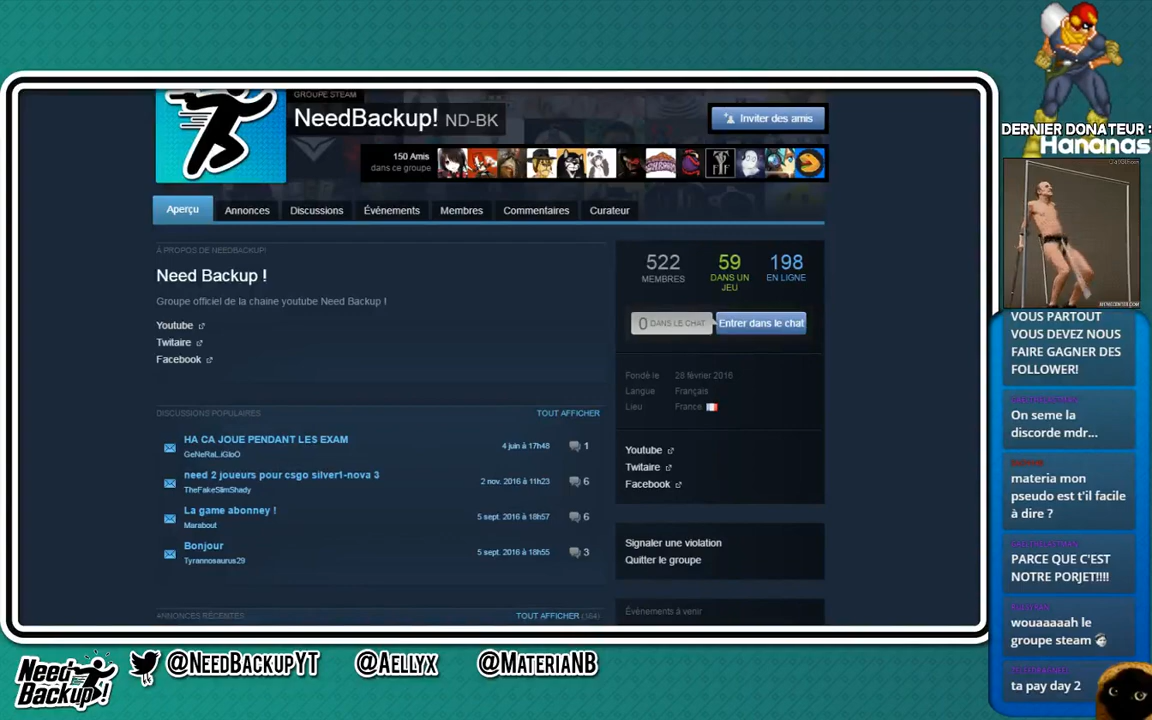 GROUPE STEAM
NeedBackup! ND-BK
Inviter des amis
150 Amis
dans ce groupe
Aperçu
Annonces
Discussions
Événements
Membres
Commentaires
Curateur
À PROPOS DE NEEDBACKUP!
Need Backup !
Groupe officiel de la chaine youtube Need Backup !
Youtube
Twitaire
Facebook
DISCUSSIONS POPULAIRES
TOUT AFFICHER
HA CA JOUE PENDANT LES EXAM
GeNeRaL.iGloO
4 juin à 17h48
1
need 2 joueurs pour csgo silver1-nova 3
TheFakeSlimShady
2 nov. 2016 à 11h23
6
La game abonney !
Marabout
5 sept. 2016 à 18h57
6
Bonjour
Tyrannosaurus29
5 sept. 2016 à 18h55
3
ANNONCES RÉCENTES
TOUT AFFICHER (364)
522
MEMBRES
59
DANS UN
JEU
198
EN LIGNE
0 DANS LE CHAT
Entrer dans le chat
Fondé le 28 février 2016
Langue Français
Lieu France
Youtube
Twitaire
Facebook
Signaler une violation
Quitter le groupe
Évènements à venir
DERNIER DONATEUR :
Hananas
VOUS PARTOUT
VOUS DEVEZ NOUS
FAIRE GAGNER DES
FOLLOWER!
On seme la
discorde mdr...
materia mon
pseudo est t'il facile
à dire ?
PARCE QUE C'EST
NOTRE PORJET!!!!
wouaaaaah le
groupe steam
ta pay day 2
Need
Backup!
@NeedBackupYT
@Aellyx
@MateriaNB